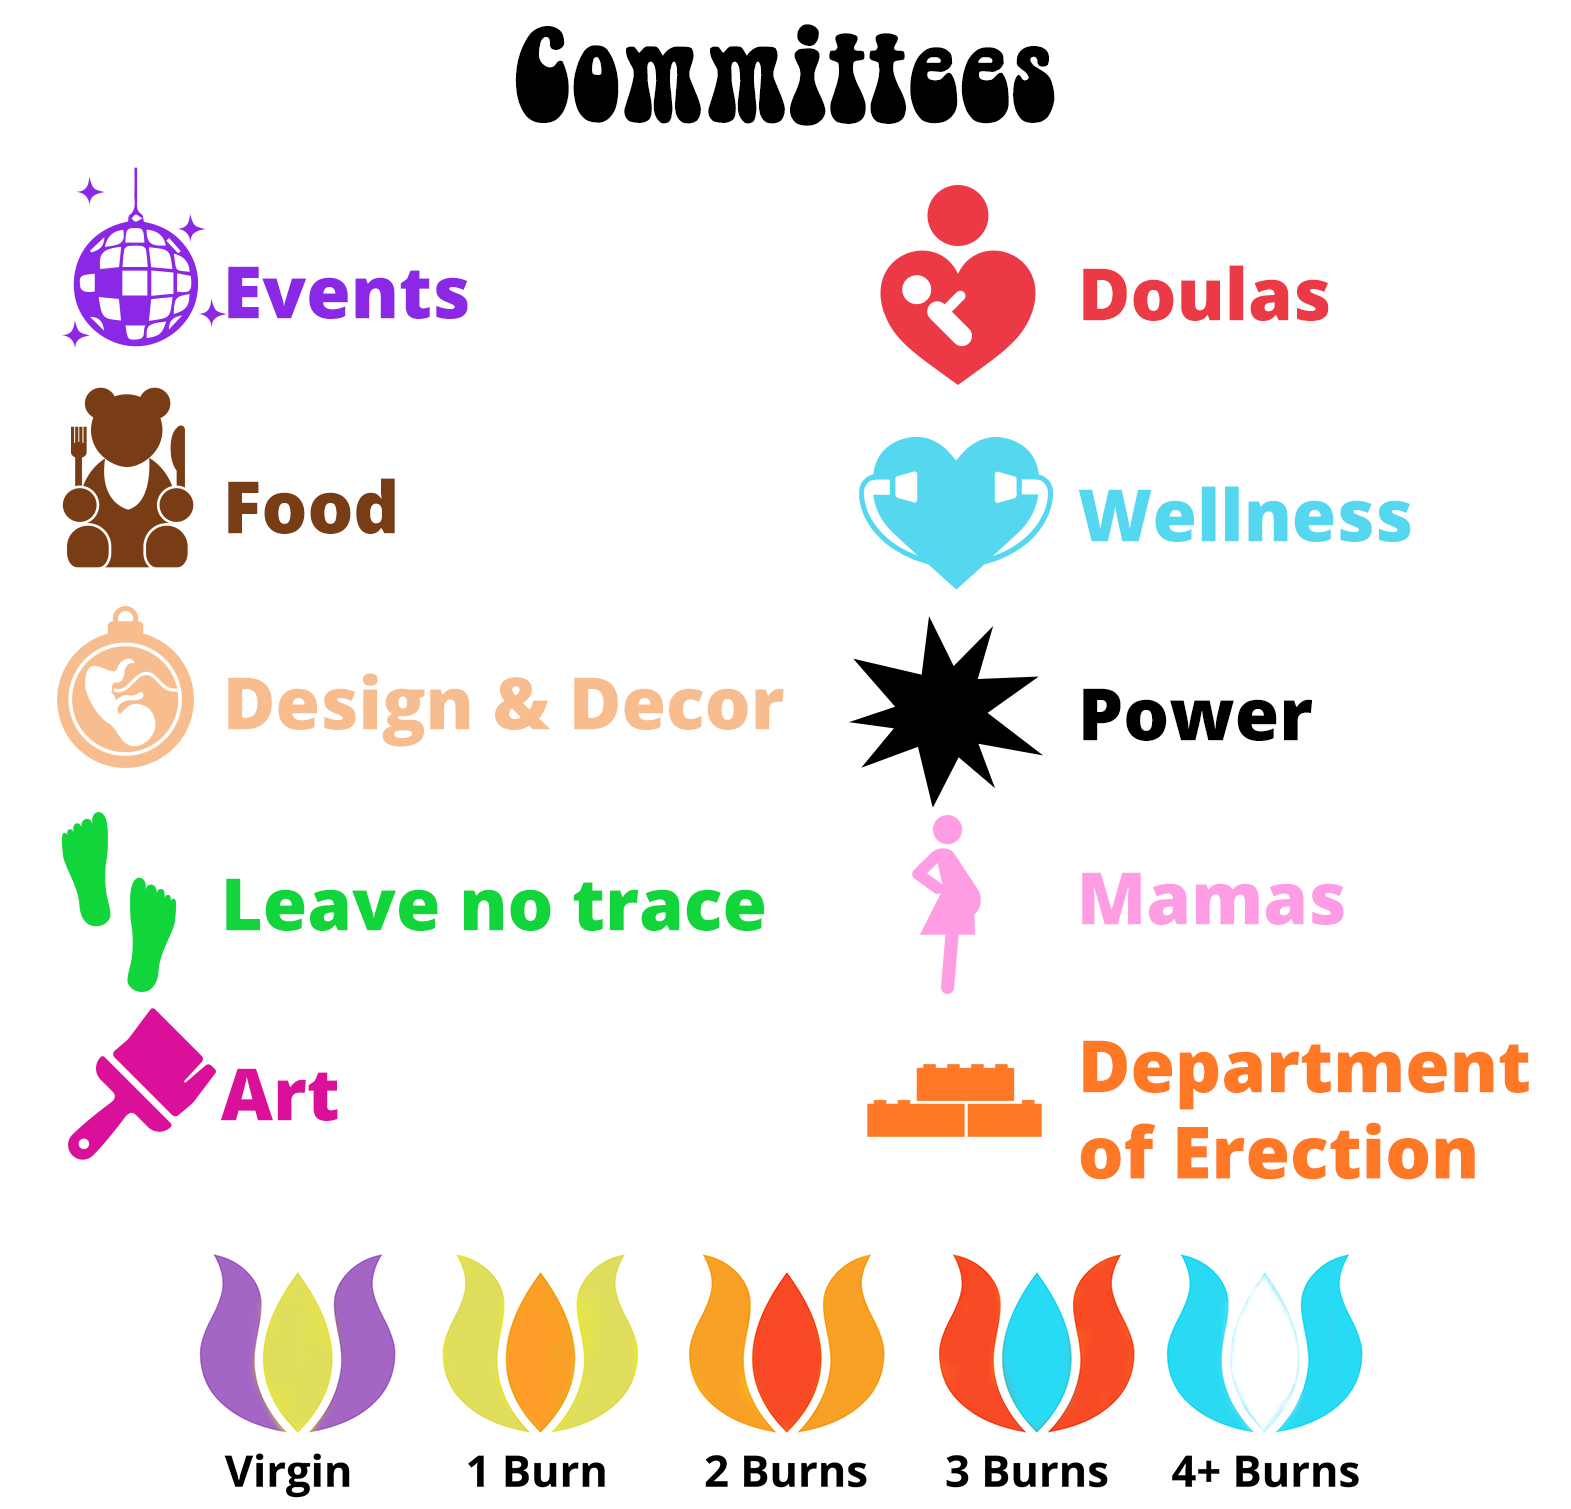 Committees
Events
Food
Design & Decor
Leave no trace
Art
Doulas
Wellness
Power
Mamas
Department
of Erection
Virgin
1 Burn
2 Burns
3 Burns
4+ Burns